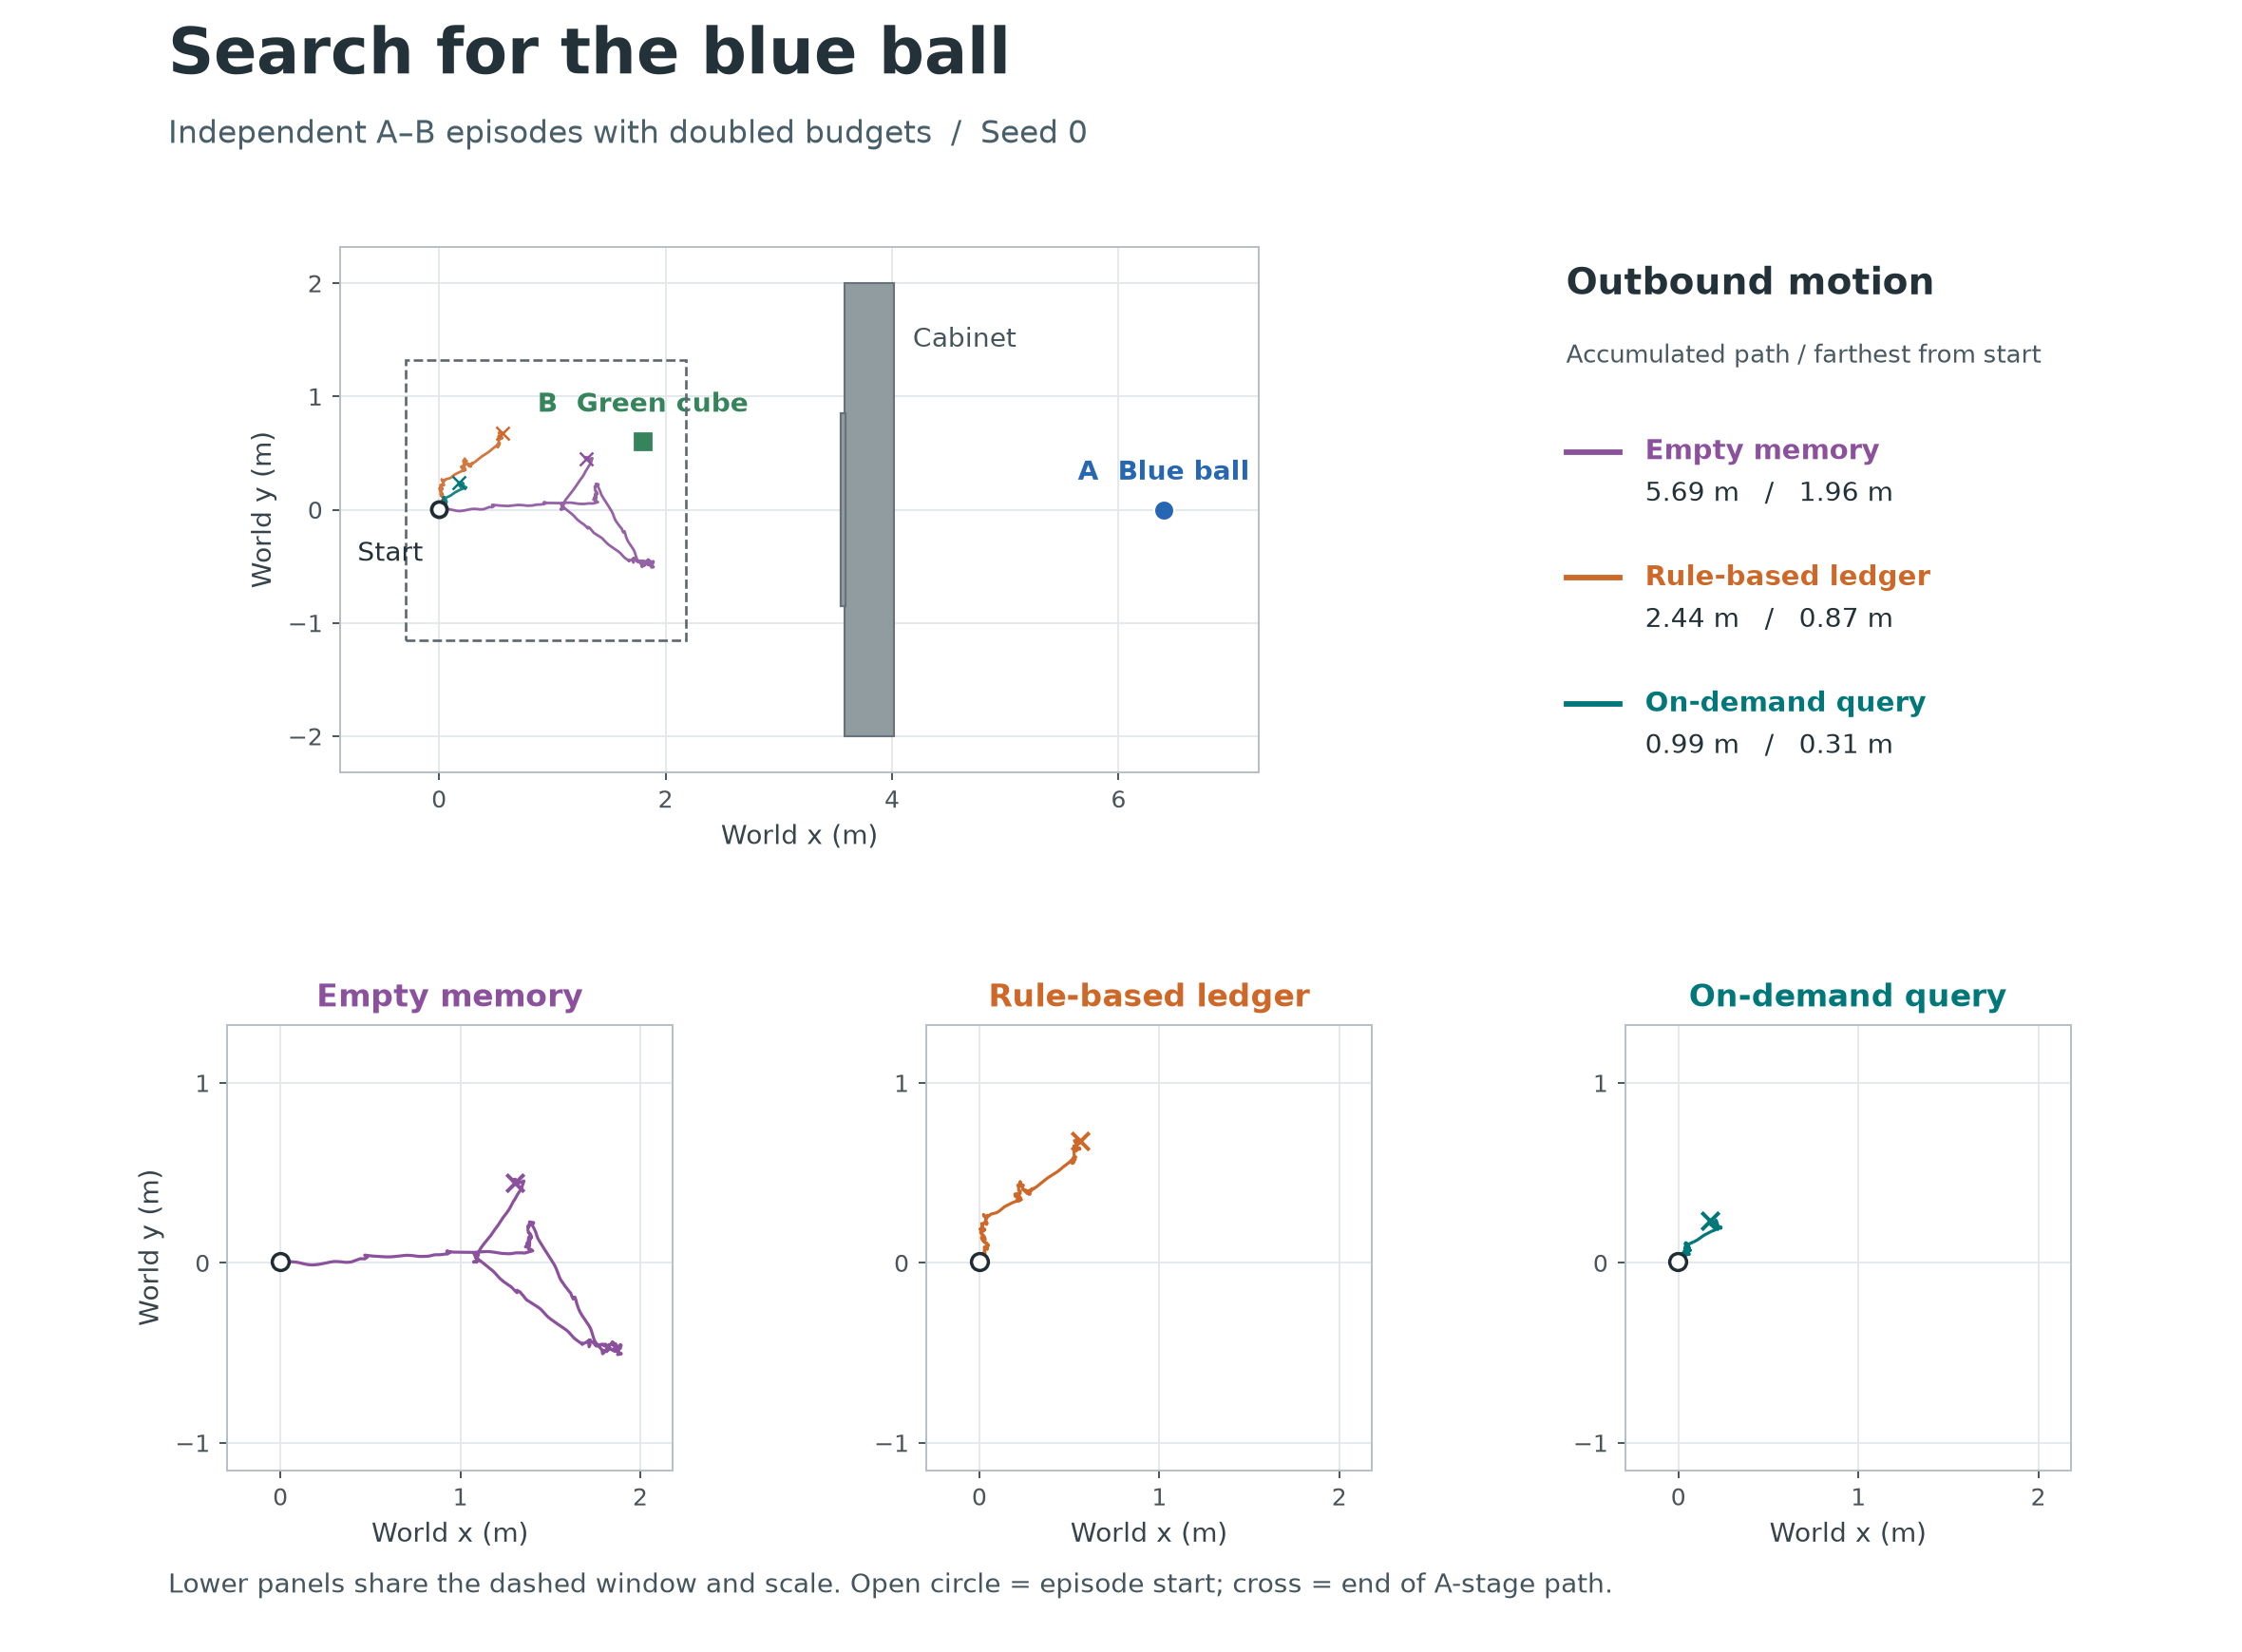 Search for the blue ball
Independent A–B episodes with doubled budgets / Seed 0
2
1
0
−1
−2
World y (m)
Cabinet
B Green cube
A Blue ball
Start
0 2 4 6
World x (m)
Outbound motion
Accumulated path / farthest from start
Empty memory
5.69 m / 1.96 m
Rule-based ledger
2.44 m / 0.87 m
On-demand query
0.99 m / 0.31 m
Empty memory
1
0
−1
World y (m)
0 1 2
World x (m)
Rule-based ledger
1
0
−1
0 1 2
World x (m)
On-demand query
1
0
−1
0 1 2
World x (m)
Lower panels share the dashed window and scale. Open circle = episode start; cross = end of A-stage path.